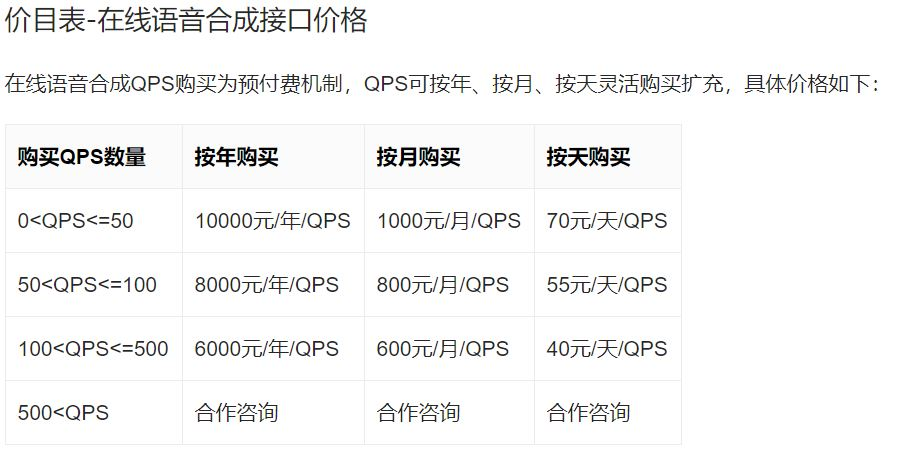 价目表-在线语音合成接口价格
在线语音合成QPS购买为预付费机制，QPS可按年、按月、按天灵活购买扩充，具体价格如下：
购买QPS数量 按年购买 按月购买 按天购买
0<QPS<=50 10000元/年/QPS 1000元/月/QPS 70元/天/QPS
50<QPS<=100 8000元/年/QPS 800元/月/QPS 55元/天/QPS
100<QPS<=500 6000元/年/QPS 600元/月/QPS 40元/天/QPS
500<QPS 合作咨询 合作咨询 合作咨询